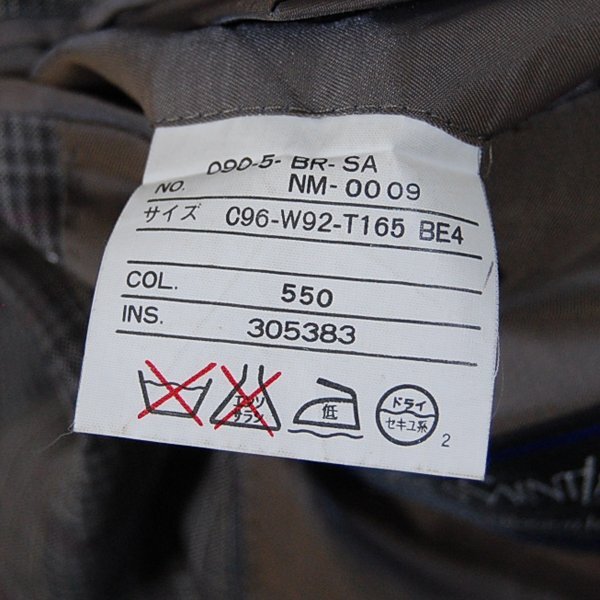 090-5- BR-SA
NO. NM-0009
サイズ C96-W92-T165 BE4
COL. 550
INS. 305383
エンソ
サラシ
低
ドライ
セキユ系
2